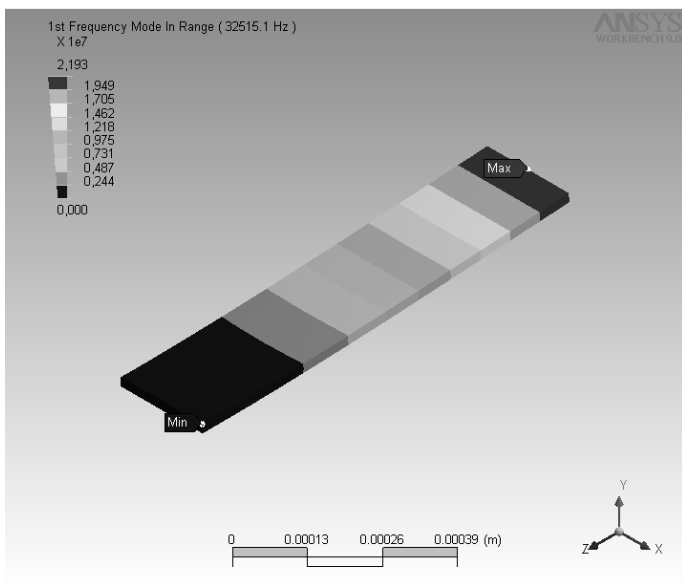 1st Frequency Mode In Range ( 32515.1 Hz )
X 1e7
2,193
1,949
1,705
1,462
1,218
0,975
0,731
0,487
0,244
0,000
ANSYS
WORKBENCH 9.0
Max
Min
0 0.00013 0.00026 0.00039 (m)
Y
Z X